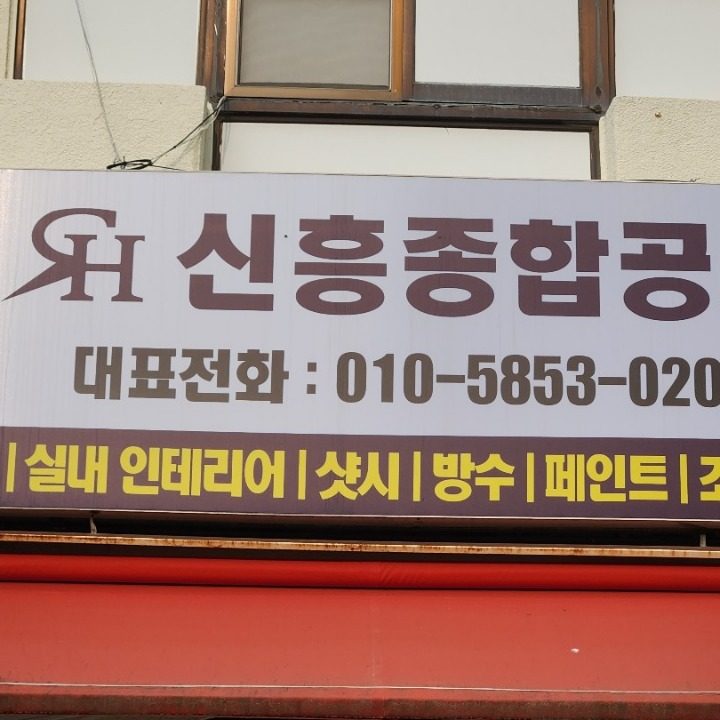 SH 신흥종합공
대표전화 : 010-5853-020
| 실내 인테리어 | 샷시 | 방수 | 페인트 |